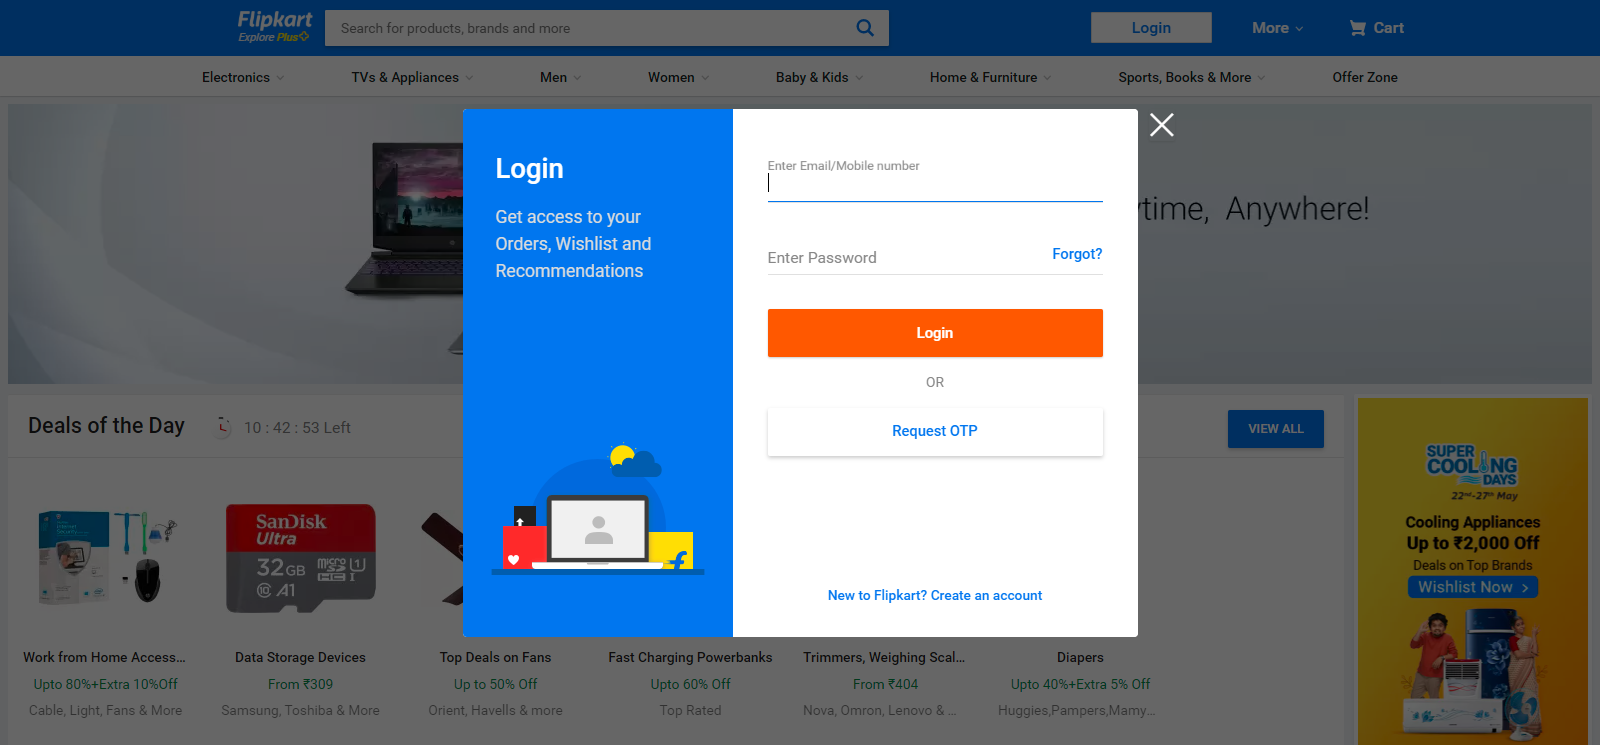 Flipkart
Explore Plus
Search for products, brands and more
Login
More
Cart
Electronics
TVs & Appliances
Men
Women
Baby & Kids
Home & Furniture
Sports, Books & More
Offer Zone
Login
Get access to your
Orders, Wishlist and
Recommendations
Enter Email/Mobile number
Enter Password
Forgot?
Login
OR
Request OTP
New to Flipkart? Create an account
Anywhere!
Deals of the Day
10 : 42 : 53 Left
VIEW ALL
SanDisk
Ultra
32GB
micro
HC I
U1
A1
Work from Home Access...
Upto 80%+Extra 10%Off
Cable, Light, Fans & More
Data Storage Devices
From ₹309
Samsung, Toshiba & More
Top Deals on Fans
Up to 50% Off
Orient, Havells & more
Fast Charging Powerbanks
Upto 60% Off
Top Rated
Trimmers, Weighing Scal...
From ₹404
Nova, Omron, Lenovo & ...
Diapers
Upto 40%+Extra 5% Off
Huggies,Pampers,Mamy...
SUPER
COOLING
DAYS
22nd-27th May
Cooling Appliances
Up to ₹2,000 Off
Deals on Top Brands
Wishlist Now >